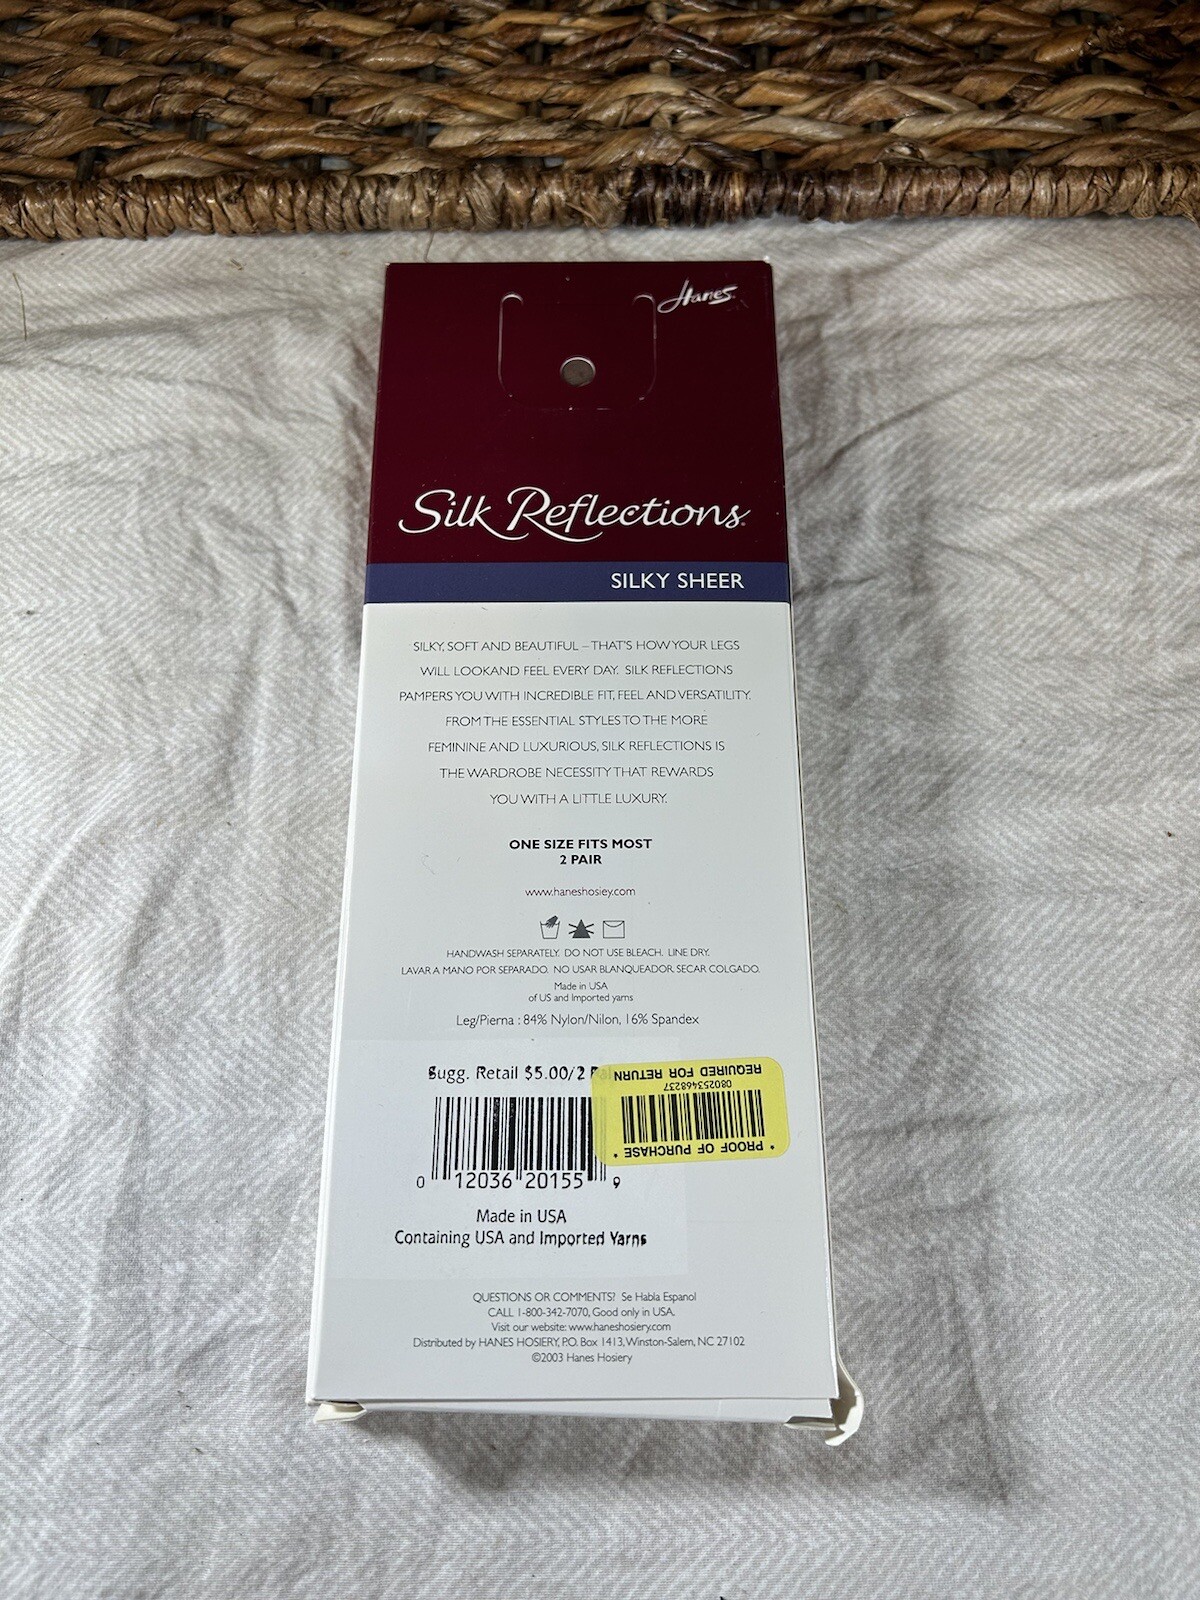 Hanes
Silk Reflections
SILKY SHEER
SILKY, SOFT AND BEAUTIFUL – THAT'S HOW YOUR LEGS
WILL LOOKAND FEEL EVERY DAY. SILK REFLECTIONS
PAMPERS YOU WITH INCREDIBLE FIT, FEEL AND VERSATILITY.
FROM THE ESSENTIAL STYLES TO THE MORE
FEMININE AND LUXURIOUS, SILK REFLECTIONS IS
THE WARDROBE NECESSITY THAT REWARDS
YOU WITH A LITTLE LUXURY.
ONE SIZE FITS MOST
2 PAIR
www.haneshosiey.com
HANDWASH SEPARATELY. DO NOT USE BLEACH. LINE DRY.
LAVAR A MANO POR SEPARADO. NO USAR BLANQUEADOR. SECAR COLGADO.
Made in USA
of US and Imported yarns
Leg/Pierna : 84% Nylon/Nilon, 16% Spandex
Sugg. Retail $5.00/2
* PROOF OF PURCHASE *
080253468237
REQUIRED FOR RETURN
0 12036 20155 9
Made in USA
Containing USA and Imported Yarns
QUESTIONS OR COMMENTS? Se Habla Espanol
CALL 1-800-342-7070, Good only in USA.
Visit our website: www.haneshosiery.com
Distributed by HANES HOSIERY, P.O. Box 1413, Winston-Salem, NC 27102
©2003 Hanes Hosiery